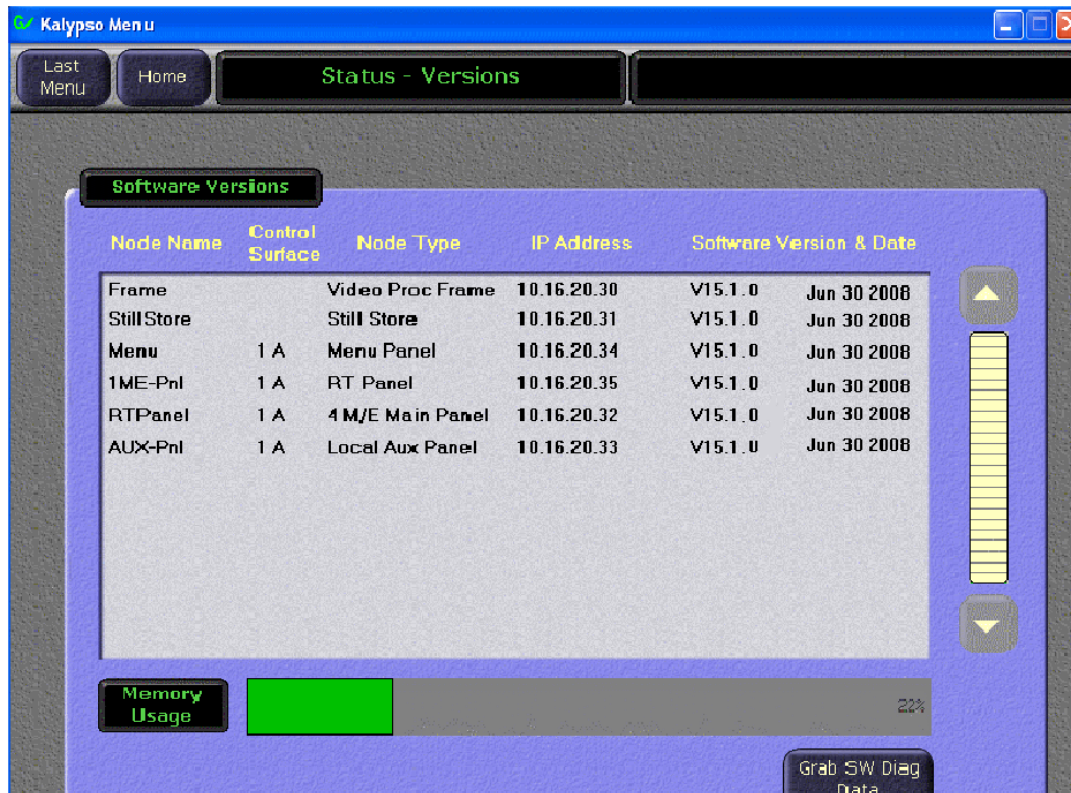 Kalypso Menu
Last Menu
Home
Status - Versions
Software Versions
Node Name Control Surface Node Type IP Address Software Version & Date
Frame Video Proc Frame 10.16.20.30 V15.1.0 Jun 30 2008
Still Store Still Store 10.16.20.31 V15.1.0 Jun 30 2008
Menu 1 A Menu Panel 10.16.20.34 V15.1.0 Jun 30 2008
1ME-Pnl 1 A RT Panel 10.16.20.35 V15.1.0 Jun 30 2008
RTPanel 1 A 4 M/E Main Panel 10.16.20.32 V15.1.0 Jun 30 2008
AUX-Pnl 1 A Local Aux Panel 10.16.20.33 V15.1.0 Jun 30 2008
Memory Usage
22%
Grab SW Diag
Data